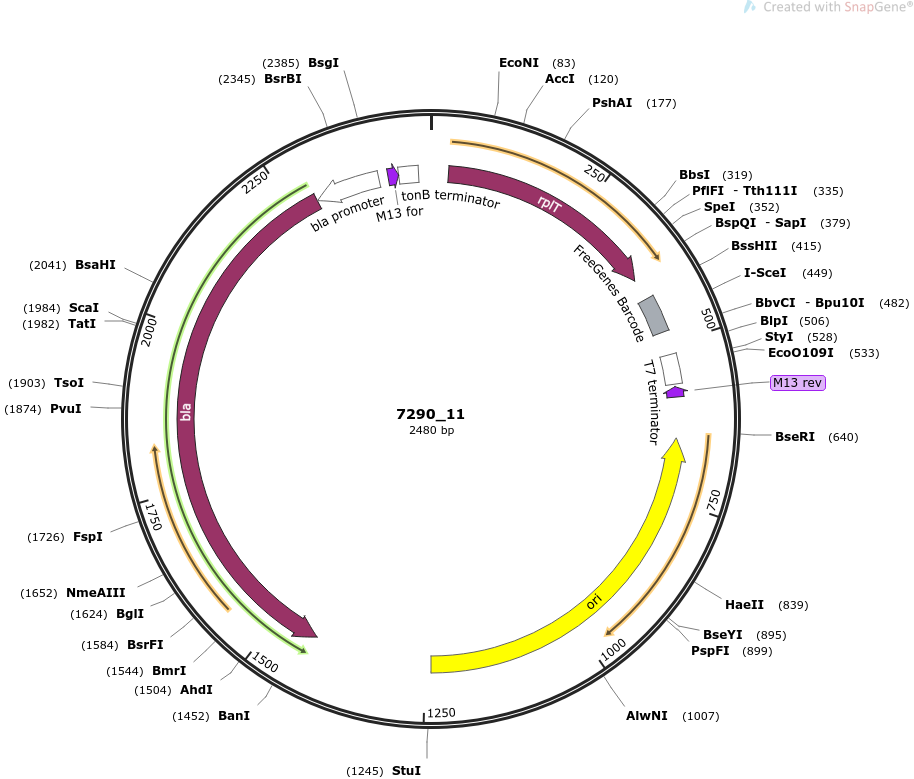 Created with SnapGene®
(2385) BsgI
(2345) BsrBI
EcoNI (83)
AccI (120)
PshAI (177)
BbsI (319)
PflFI - Tth111I (335)
SpeI (352)
BspQI - SapI (379)
BssHII (415)
I-SceI (449)
BbvCI - Bpu10I (482)
BlpI (506)
StyI (528)
EcoO109I (533)
M13 rev
BseRI (640)
HaeII (839)
BseYI (895)
PspFI (899)
AlwNI (1007)
(1245) StuI
(1452) BanI
(1504) AhdI
(1544) BmrI
(1584) BsrFI
(1624) BglI
(1652) NmeAIII
(1726) FspI
(1874) PvuI
(1903) TsoI
(1982) TatI
(1984) ScaI
(2041) BsaHI
250
500
750
1000
1250
1500
1750
2000
2250
bla promoter
M13 for
tonB terminator
rplT
FreeGenes Barcode
T7 terminator
ori
bla
7290_11
2480 bp